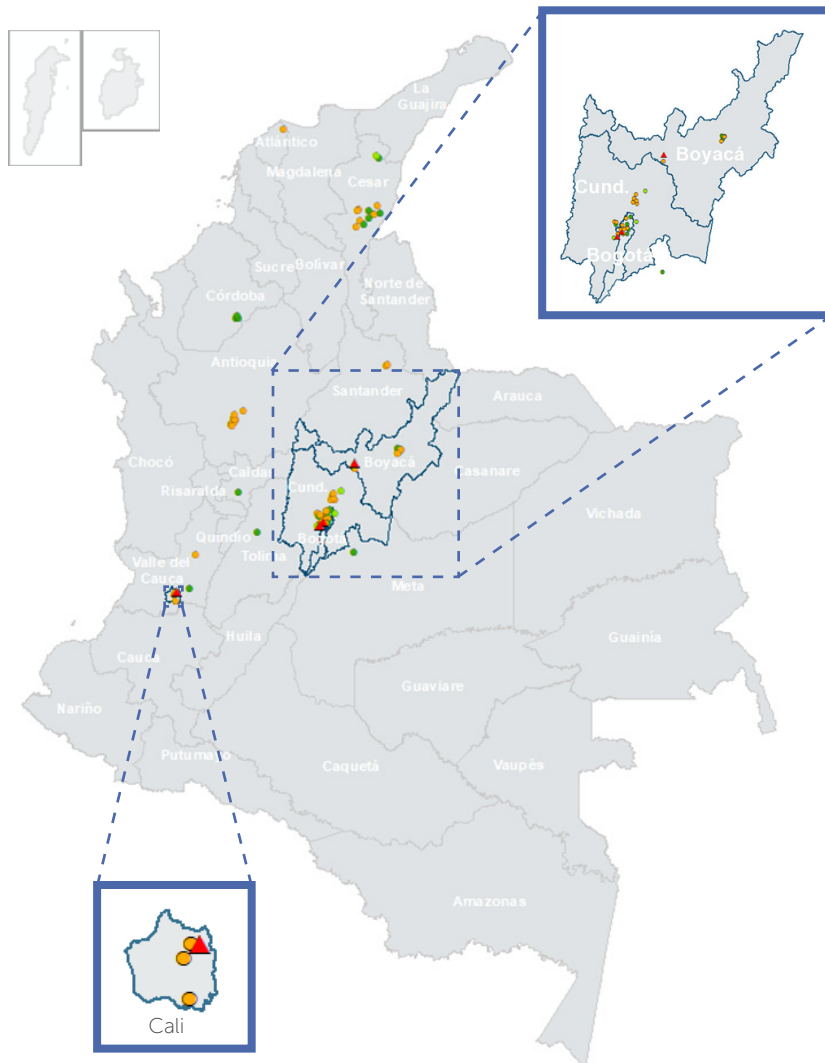 La
Guajira
Atlántico
Magdalena
Cesar
Sucre
Bolivar
Norte de
Santander
Córdoba
Antioquia
Santander
Arauca
Chocó
Caldas
Boyacá
Casanare
Risaralda
Cund.
Vichada
Quindío
Bogotá
Tolima
Valle del
Cauca
Meta
Huila
Guainía
Cauca
Guaviare
Nariño
Putumayo
Caquetá
Vaupès
Amazonas
Boyacá
Cund.
Bogotá
Cali